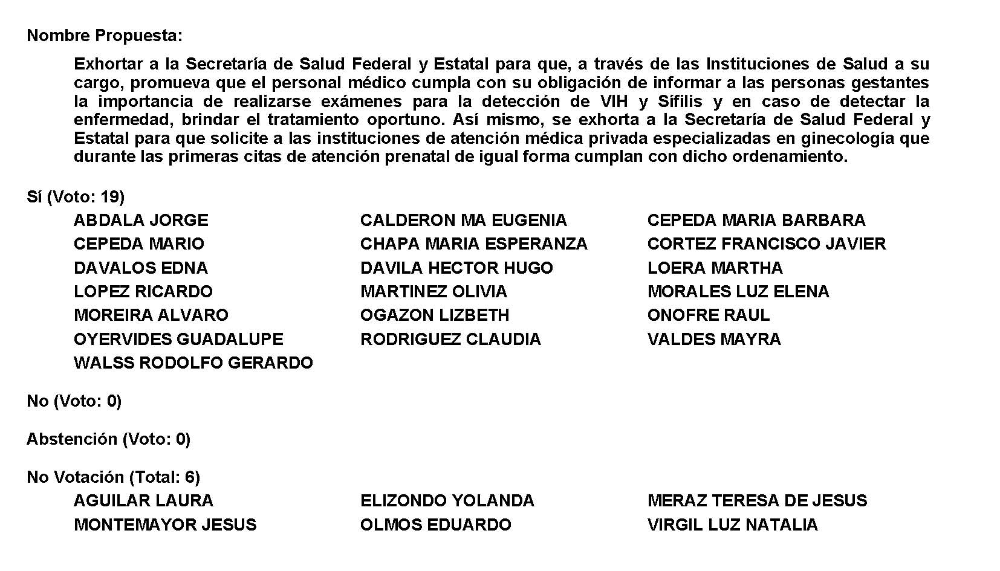 Nombre Propuesta:
Exhortar a la Secretaría de Salud Federal y Estatal para que, a través de las Instituciones de Salud a su
cargo, promueva que el personal médico cumpla con su obligación de informar a las personas gestantes
la importancia de realizarse exámenes para la detección de VIH y Sífilis y en caso de detectar la
enfermedad, brindar el tratamiento oportuno. Así mismo, se exhorta a la Secretaría de Salud Federal y
Estatal para que solicite a las instituciones de atención médica privada especializadas en ginecología que
durante las primeras citas de atención prenatal de igual forma cumplan con dicho ordenamiento.
Sí (Voto: 19)
ABDALA JORGE CALDERON MA EUGENIA CEPEDA MARIA BARBARA
CEPEDA MARIO CHAPA MARIA ESPERANZA CORTEZ FRANCISCO JAVIER
DAVALOS EDNA DAVILA HECTOR HUGO LOERA MARTHA
LOPEZ RICARDO MARTINEZ OLIVIA MORALES LUZ ELENA
MOREIRA ALVARO OGAZON LIZBETH ONOFRE RAUL
OYERVIDES GUADALUPE RODRIGUEZ CLAUDIA VALDES MAYRA
WALSS RODOLFO GERARDO
No (Voto: 0)
Abstención (Voto: 0)
No Votación (Total: 6)
AGUILAR LAURA ELIZONDO YOLANDA MERAZ TERESA DE JESUS
MONTEMAYOR JESUS OLMOS EDUARDO VIRGIL LUZ NATALIA